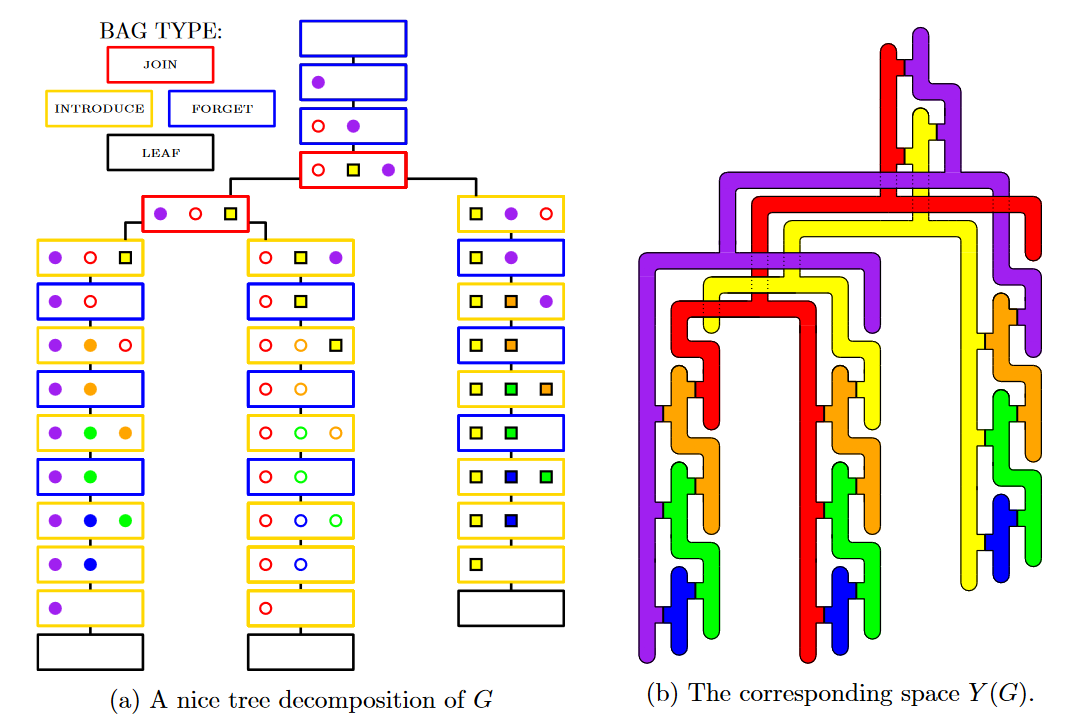 BAG TYPE:
JOIN
INTRODUCE FORGET
LEAF
(a) A nice tree decomposition of G
(b) The corresponding space Y(G).